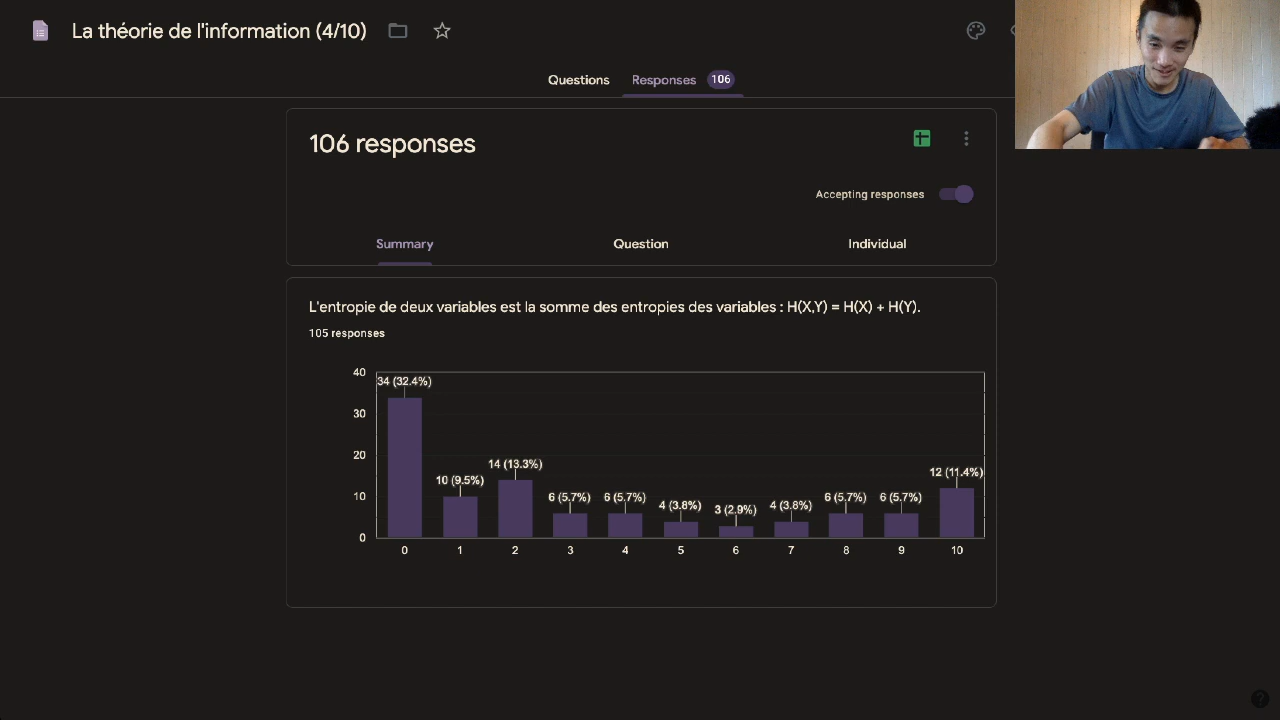 La théorie de l'information (4/10)
Questions
Responses 106
106 responses
Accepting responses
Summary
Question
Individual
L'entropie de deux variables est la somme des entropies des variables : H(X,Y) = H(X) + H(Y).
105 responses
40
30
20
10
0
34 (32.4%)
10 (9.5%)
14 (13.3%)
6 (5.7%)
6 (5.7%)
4 (3.8%)
3 (2.9%)
4 (3.8%)
6 (5.7%)
6 (5.7%)
12 (11.4%)
0 1 2 3 4 5 6 7 8 9 10